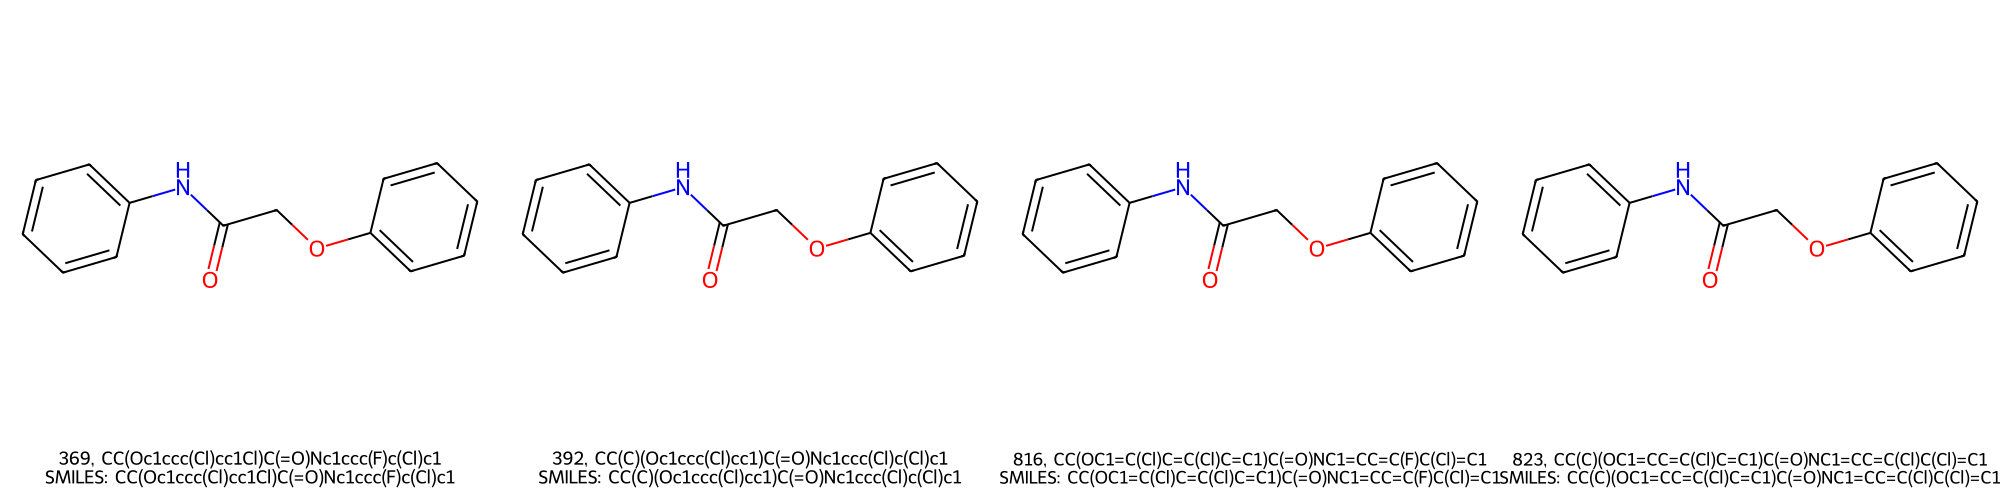 H
N
O
O
H
N
O
O
H
N
O
O
H
N
O
O
369, CC(Oc1ccc(Cl)cc1Cl)C(=O)Nc1ccc(F)c(Cl)c1
SMILES: CC(Oc1ccc(Cl)cc1Cl)C(=O)Nc1ccc(F)c(Cl)c1
392, CC(C)(Oc1ccc(Cl)cc1)C(=O)Nc1ccc(Cl)c(Cl)c1
SMILES: CC(C)(Oc1ccc(Cl)cc1)C(=O)Nc1ccc(Cl)c(Cl)c1
816, CC(OC1=C(Cl)C=C(Cl)C=C1)C(=O)NC1=CC=C(F)C(Cl)=C1
SMILES: CC(OC1=C(Cl)C=C(Cl)C=C1)C(=O)NC1=CC=C(F)C(Cl)=C1
823, CC(C)(OC1=CC=C(Cl)C=C1)C(=O)NC1=CC=C(Cl)C(Cl)=C1
SMILES: CC(C)(OC1=CC=C(Cl)C=C1)C(=O)NC1=CC=C(Cl)C(Cl)=C1